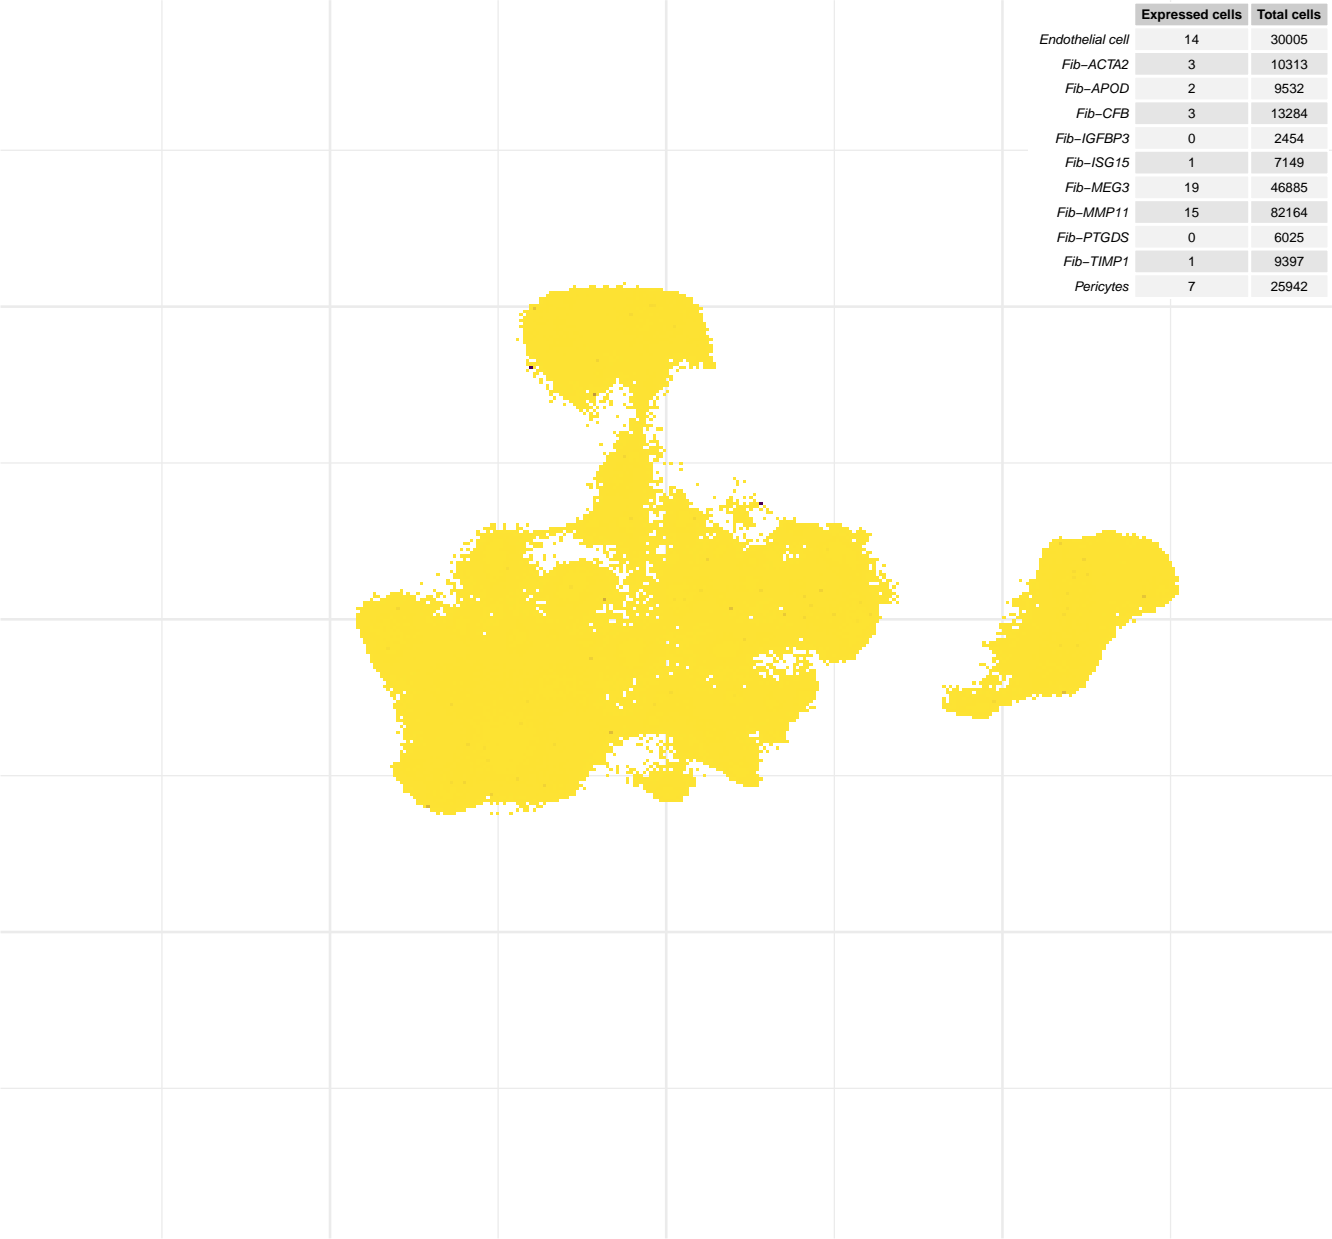 Expressed cells Total cells
Endothelial cell 14 30005
Fib−ACTA2 3 10313
Fib−APOD 2 9532
Fib−CFB 3 13284
Fib−IGFBP3 0 2454
Fib−ISG15 1 7149
Fib−MEG3 19 46885
Fib−MMP11 15 82164
Fib−PTGDS 0 6025
Fib−TIMP1 1 9397
Pericytes 7 25942